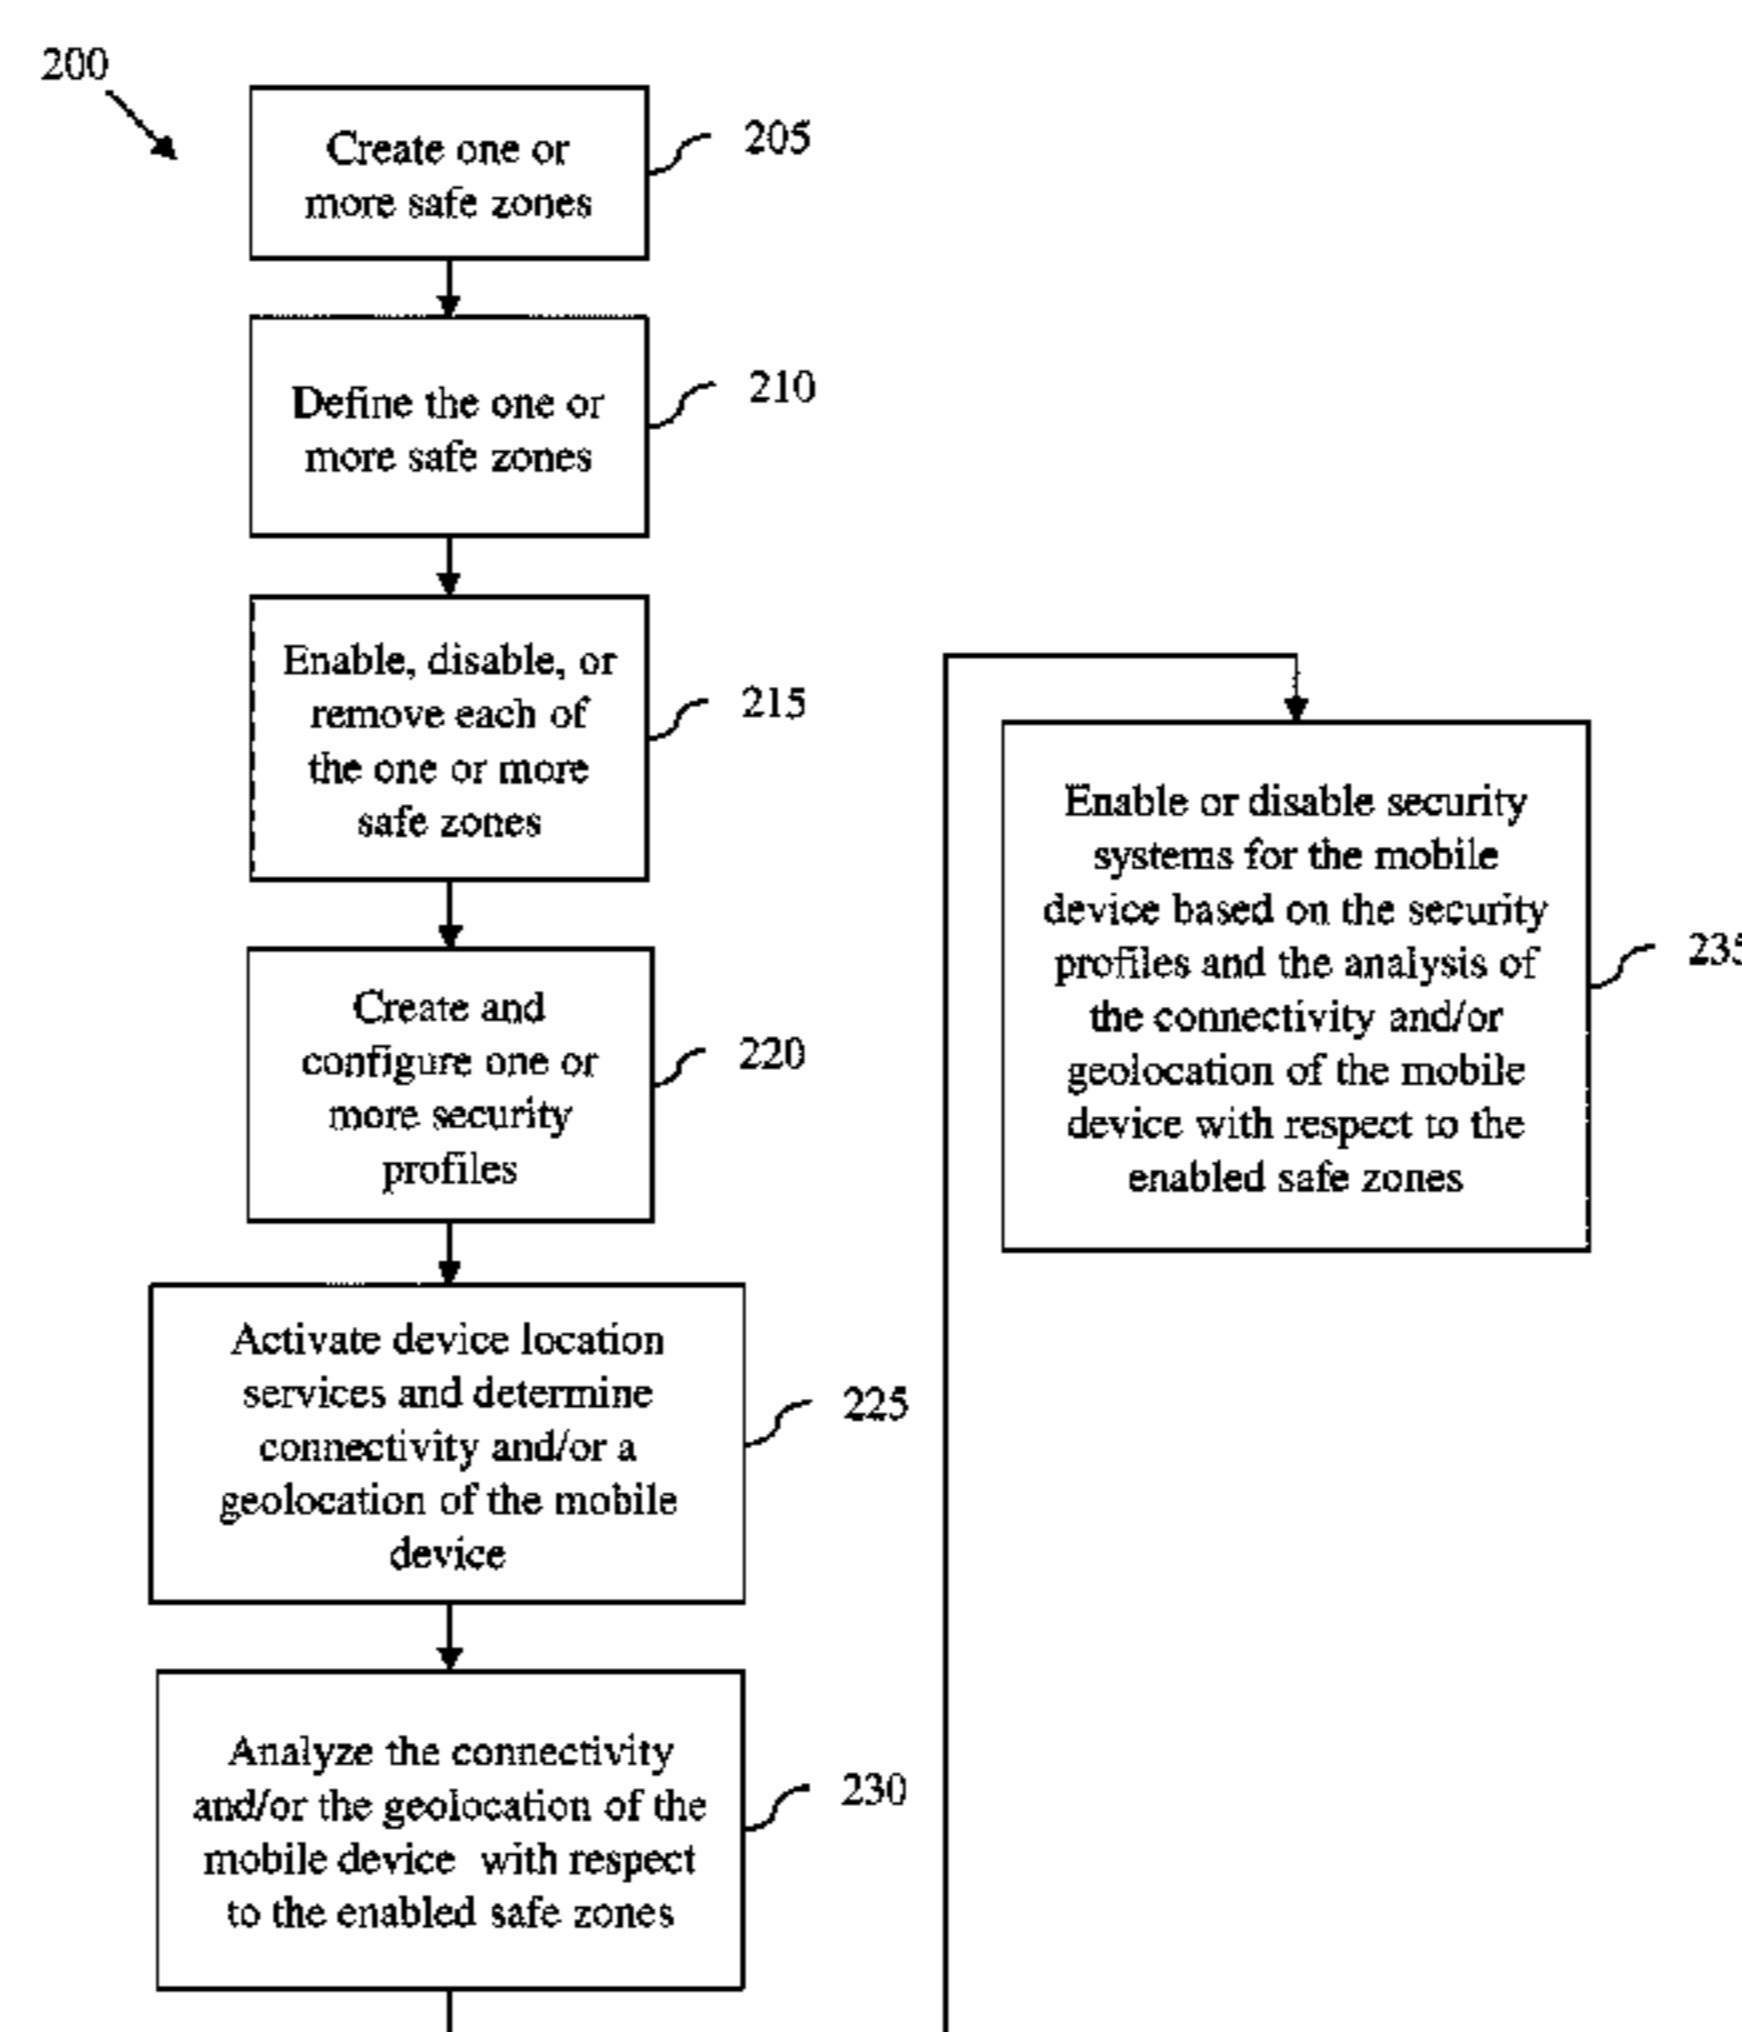 200
Create one or
more safe zones
205
Define the one or
more safe zones
210
Enable, disable, or
remove each of
the one or more
safe zones
215
Create and
configure one or
more security
profiles
220
Activate device location
services and determine
connectivity and/or a
geolocation of the mobile
device
225
Analyze the connectivity
and/or the geolocation of the
mobile device with respect
to the enabled safe zones
230
Enable or disable security
systems for the mobile
device based on the security
profiles and the analysis of
the connectivity and/or
geolocation of the mobile
device with respect to the
enabled safe zones
235